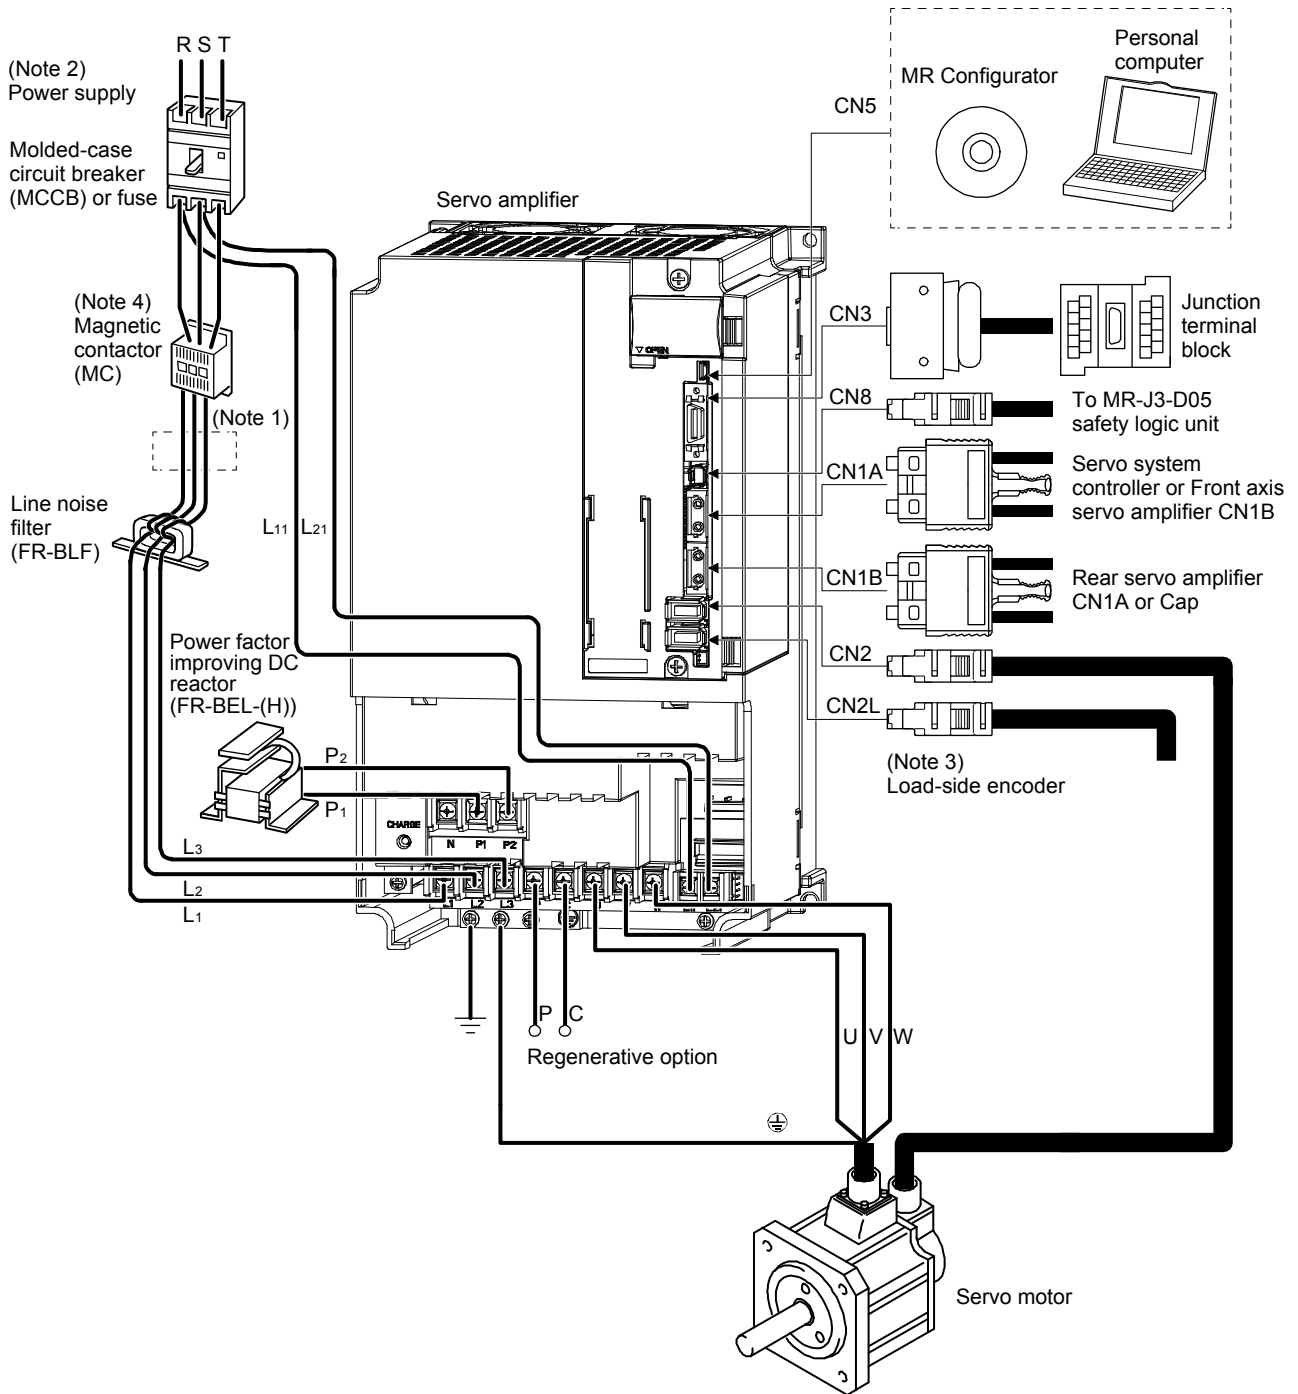 R S T
(Note 2)
Power supply
Molded-case
circuit breaker
(MCCB) or fuse
Servo amplifier
CN5
MR Configurator
Personal
computer
(Note 4)
Magnetic
contactor
(MC)
(Note 1)
Line noise
filter
(FR-BLF)
L11
L21
▽ OPEN
CN3
Junction
terminal
block
CN8
To MR-J3-D05
safety logic unit
CN1A
Servo system
controller or Front axis
servo amplifier CN1B
CN1B
Rear servo amplifier
CN1A or Cap
CN2
CN2L
(Note 3)
Load-side encoder
Power factor
improving DC
reactor
(FR-BEL-(H))
P2
P1
CHARGE
N P1 P2
L3
L2
L1
L1 L2 L3
P
C
Regenerative option
U
V
W
Servo motor